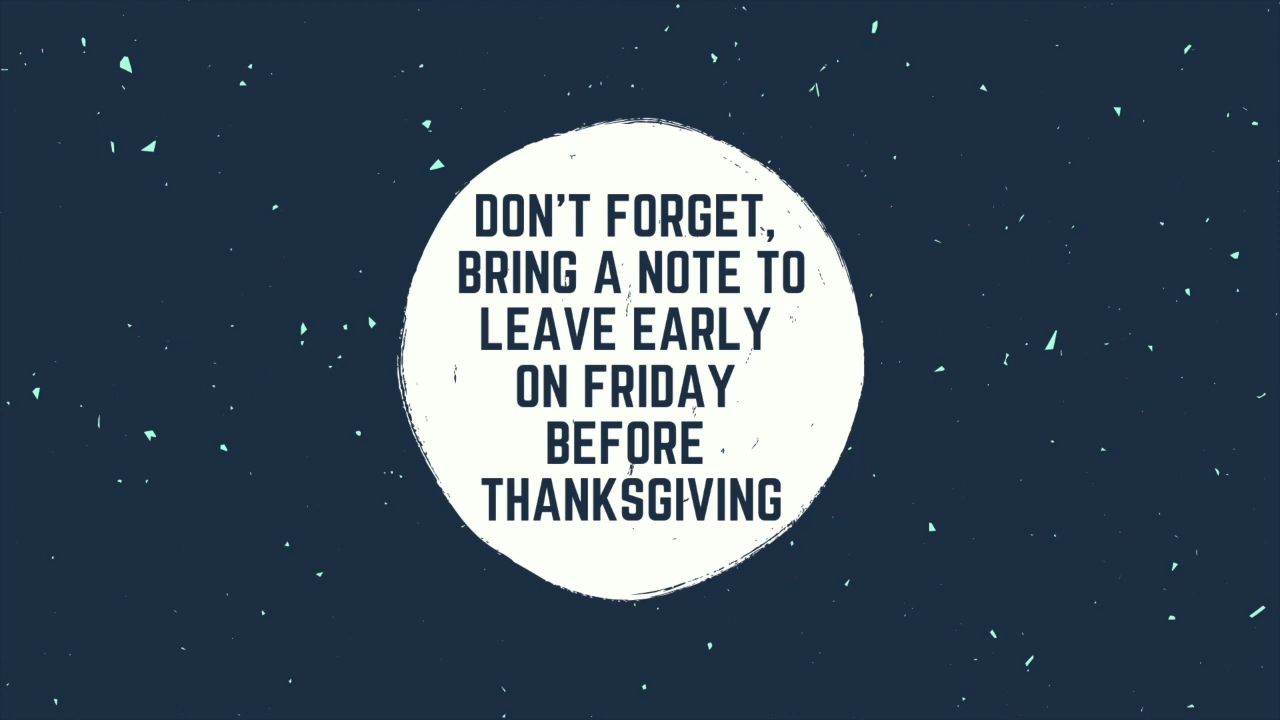 DON'T FORGET,
BRING A NOTE TO
LEAVE EARLY
ON FRIDAY
BEFORE
THANKSGIVING